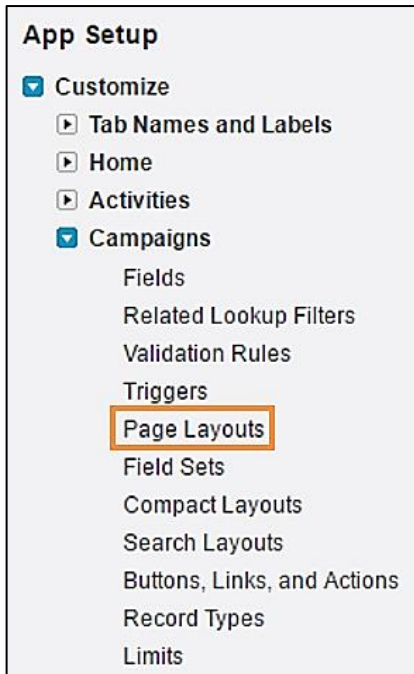 App Setup
Customize
Tab Names and Labels
Home
Activities
Campaigns
Fields
Related Lookup Filters
Validation Rules
Triggers
Page Layouts
Field Sets
Compact Layouts
Search Layouts
Buttons, Links, and Actions
Record Types
Limits